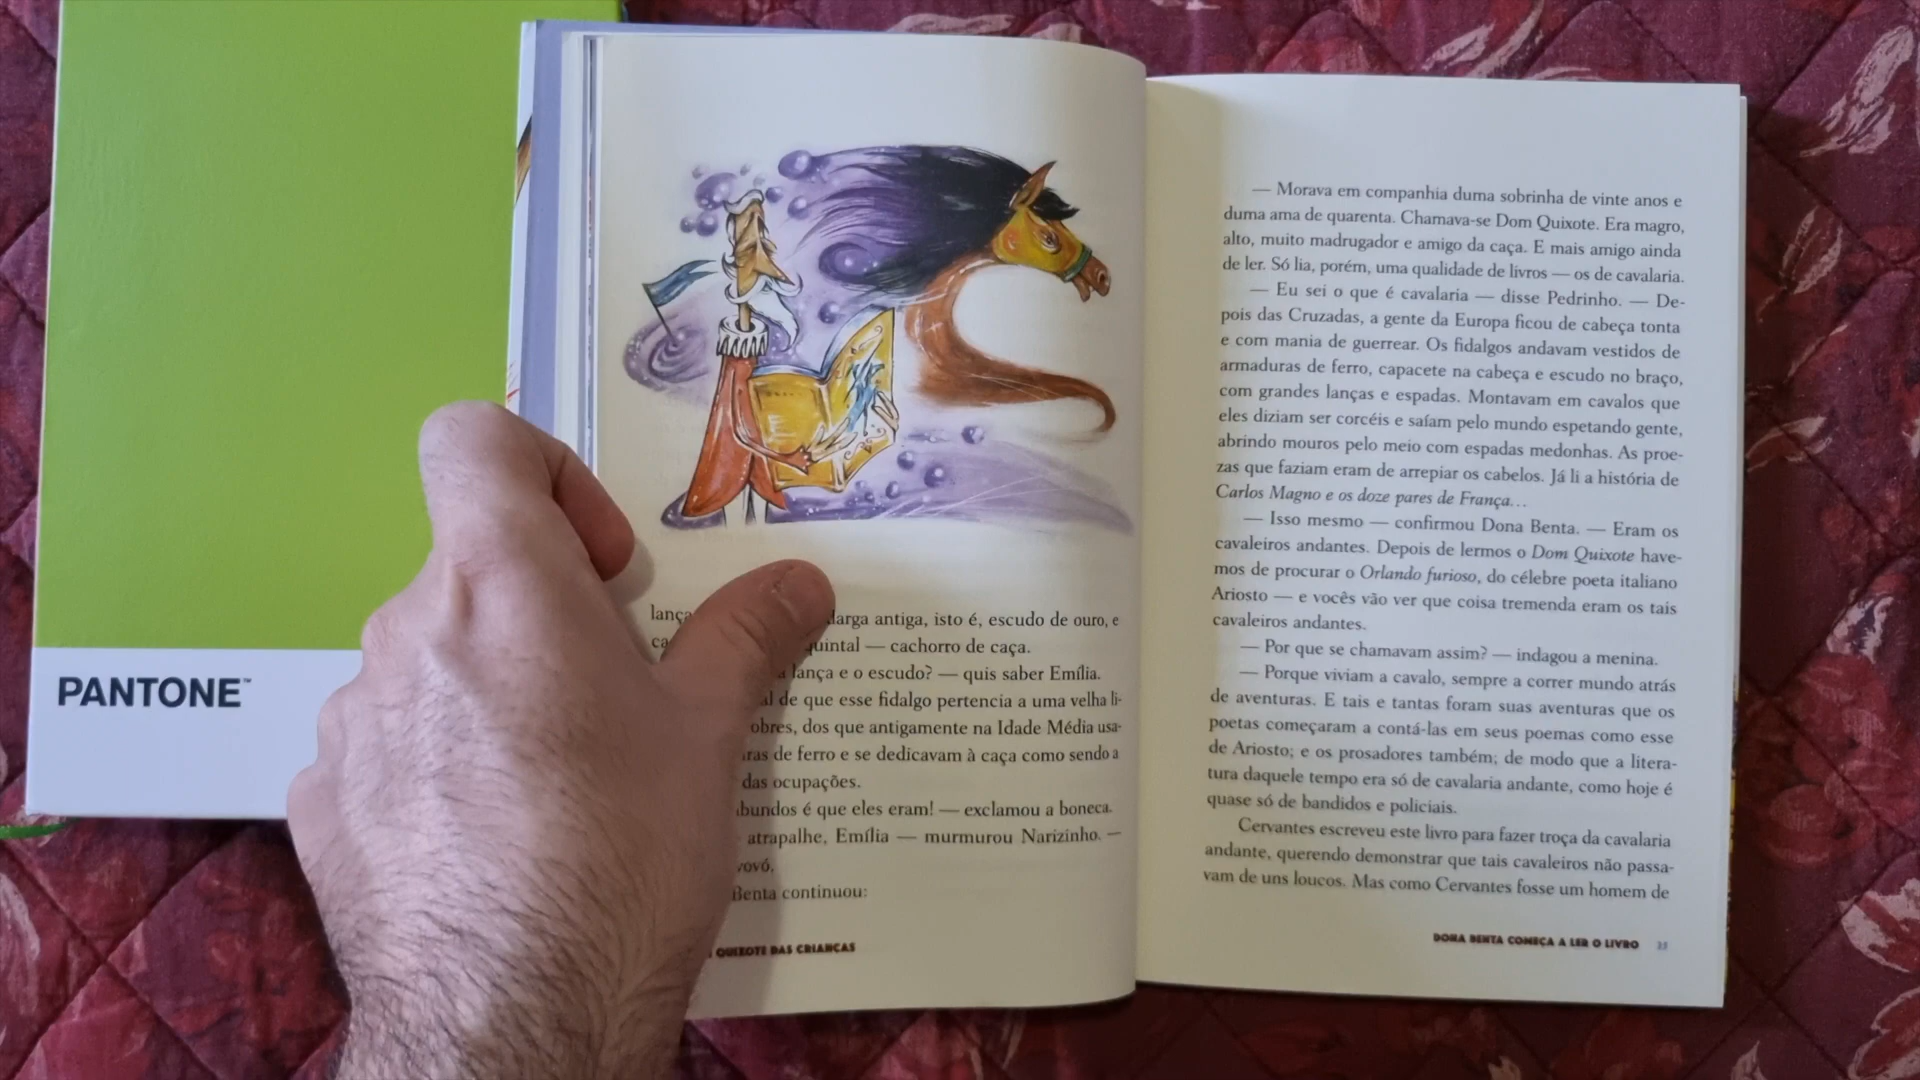 PANTONE™
lança
darga antiga, isto é, escudo de ouro, e
ca quintal — cachorro de caça.
lança e o escudo? — quis saber Emília.
de que esse fidalgo pertencia a uma velha li-
obres, dos que antigamente na Idade Média usa-
ras de ferro e se dedicavam à caça como sendo a
das ocupações.
bundos é que eles eram! — exclamou a boneca.
atrapalhe, Emília — murmurou Narizinho. —
vovó.
Benta continuou:
QUIXOTE DAS CRIANÇAS
— Morava em companhia duma sobrinha de vinte anos e
duma ama de quarenta. Chamava-se Dom Quixote. Era magro,
alto, muito madrugador e amigo da caça. E mais amigo ainda
de ler. Só lia, porém, uma qualidade de livros — os de cavalaria.
— Eu sei o que é cavalaria — disse Pedrinho. — De-
pois das Cruzadas, a gente da Europa ficou de cabeça tonta
e com mania de guerrear. Os fidalgos andavam vestidos de
armaduras de ferro, capacete na cabeça e escudo no braço,
com grandes lanças e espadas. Montavam em cavalos que
eles diziam ser corcéis e saíam pelo mundo espetando gente,
abrindo mouros pelo meio com espadas medonhas. As proe-
zas que faziam eram de arrepiar os cabelos. Já li a história de
Carlos Magno e os doze pares de França...
— Isso mesmo — confirmou Dona Benta. — Eram os
cavaleiros andantes. Depois de lermos o Dom Quixote have-
mos de procurar o Orlando furioso, do célebre poeta italiano
Ariosto — e vocês vão ver que coisa tremenda eram os tais
cavaleiros andantes.
— Por que se chamavam assim? — indagou a menina.
— Porque viviam a cavalo, sempre a correr mundo atrás
de aventuras. E tais e tantas foram suas aventuras que os
poetas começaram a contá-las em seus poemas como esse
de Ariosto; e os prosadores também; de modo que a litera-
tura daquele tempo era só de cavalaria andante, como hoje é
quase só de bandidos e policiais.
Cervantes escreveu este livro para fazer troça da cavalaria
andante, querendo demonstrar que tais cavaleiros não passa-
vam de uns loucos. Mas como Cervantes fosse um homem de
DONA BENTA COMEÇA A LER O LIVRO